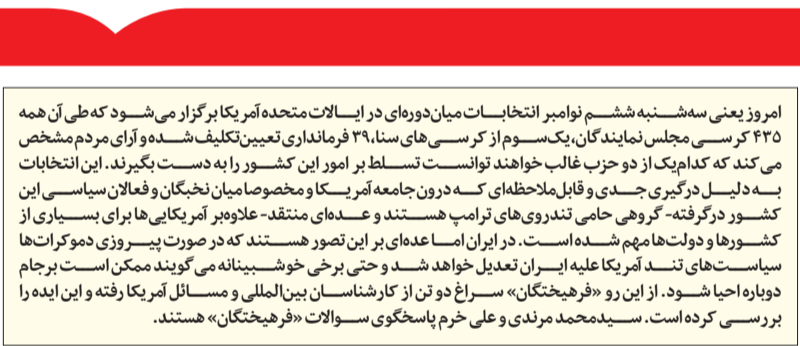 امروز یعنی سه‌شنبه ششم نوامبر انتخابات میان‌دوره‌ای در ایالات متحده آمریکا برگزار می‌شود که طی آن همه
۴۳۵ کرسی مجلس نمایندگان، یک‌سوم از کرسی‌های سنا، ۳۹ فرمانداری تعیین‌تکلیف شده و آرای مردم مشخص
می‌کند که کدام‌یک از دو حزب غالب خواهند توانست تسلط بر امور این کشور را به دست بگیرند. این انتخابات
به دلیل درگیری جدی و قابل‌ملاحظه‌ای که درون جامعه آمریکا و مخصوصا میان نخبگان و فعالان سیاسی این
کشور درگرفته- گروهی حامی تندروی‌های ترامپ هستند و عده‌ای منتقد- علاوه‌بر آمریکایی‌ها برای بسیاری از
کشورها و دولت‌ها مهم شده است. در ایران اما عده‌ای بر این تصور هستند که در صورت پیروزی دموکرات‌ها
سیاست‌های تند آمریکا علیه ایران تعدیل خواهد شد و حتی برخی خوشبینانه می‌گویند ممکن است برجام
دوباره احیا شود. از این رو «فرهیختگان» سراغ دو تن از کارشناسان بین‌المللی و مسائل آمریکا رفته و این ایده را
بررسی کرده است. سیدمحمد مرندی و علی خرم پاسخگوی سوالات «فرهیختگان» هستند.